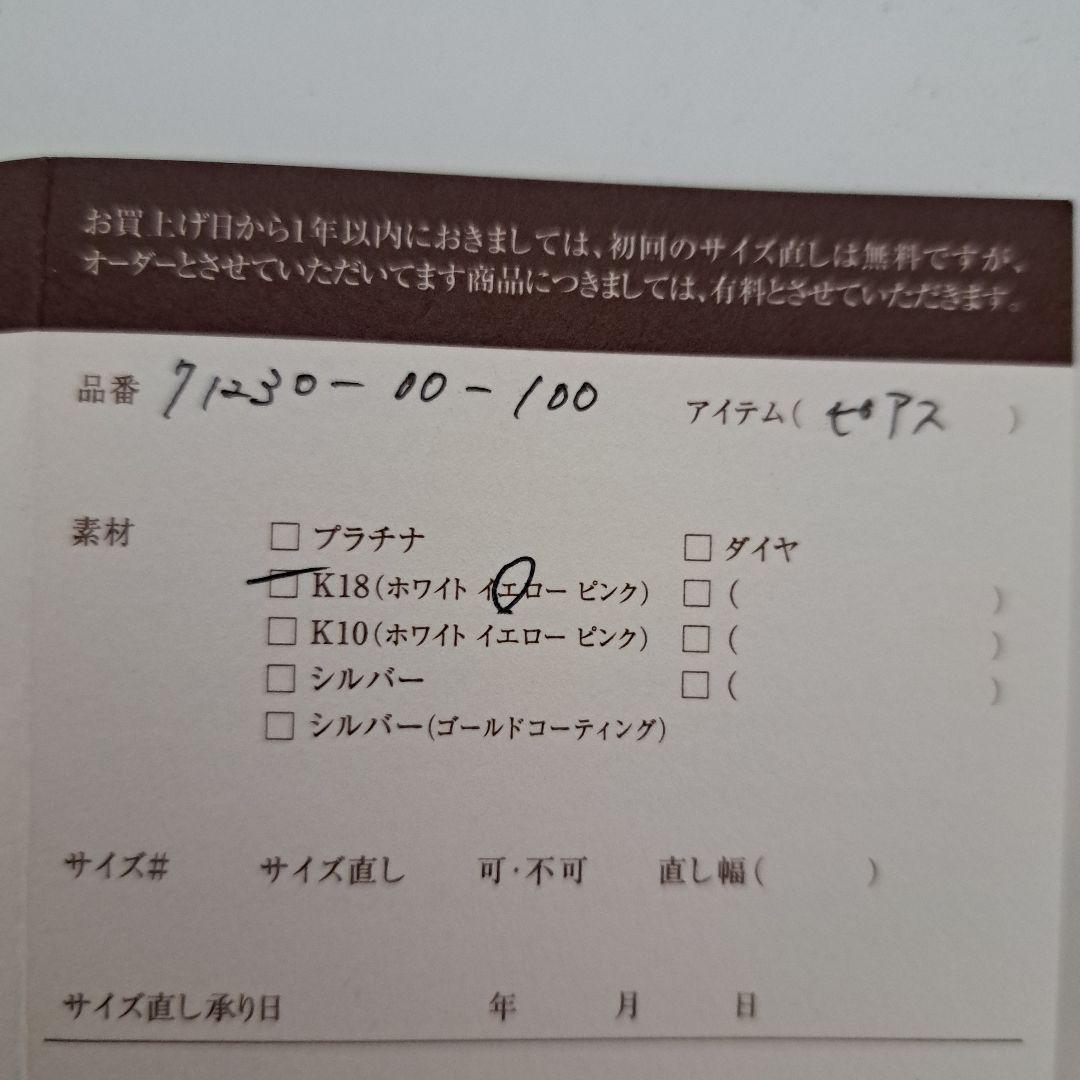 お買上げ日から1年以内におきましては、初回のサイズ直しは無料ですが、
オーダーとさせていただいてます商品につきましては、有料とさせていただきます。
品番 71230-00-100 アイテム( ピアス )
素材 □ プラチナ □ ダイヤ
□ K18(ホワイト イエロー ピンク) □ ( )
□ K10(ホワイト イエロー ピンク) □ ( )
□ シルバー □ ( )
□ シルバー(ゴールドコーティング)
サイズ# サイズ直し 可・不可 直し幅( )
サイズ直し承り日 年 月 日